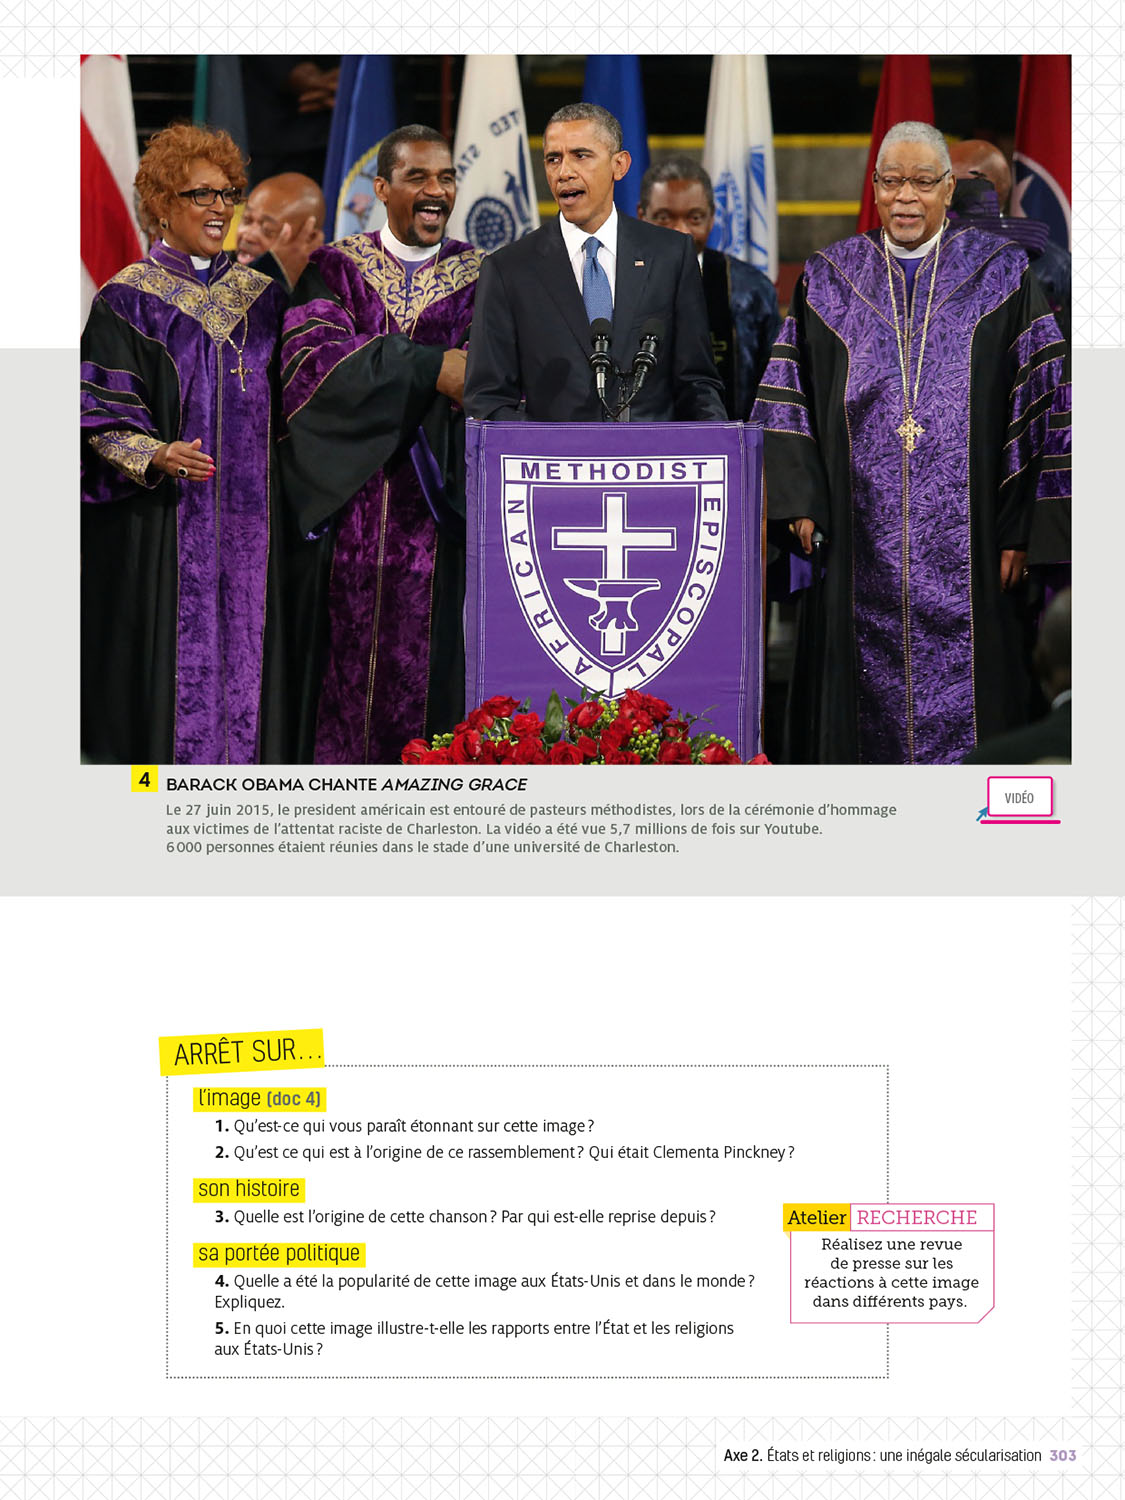 UNITED
STATES
METHODIST
AFRICAN
EPISCOPAL
4 BARACK OBAMA CHANTE AMAZING GRACE
Le 27 juin 2015, le president américain est entouré de pasteurs méthodistes, lors de la cérémonie d’hommage
aux victimes de l’attentat raciste de Charleston. La vidéo a été vue 5,7 millions de fois sur Youtube.
6 000 personnes étaient réunies dans le stade d’une université de Charleston.
VIDÉO
ARRÊT SUR…
l’image (doc 4)
1. Qu’est-ce qui vous paraît étonnant sur cette image ?
2. Qu’est ce qui est à l’origine de ce rassemblement ? Qui était Clementa Pinckney ?
son histoire
3. Quelle est l’origine de cette chanson ? Par qui est-elle reprise depuis ?
sa portée politique
4. Quelle a été la popularité de cette image aux États-Unis et dans le monde ?
Expliquez.
5. En quoi cette image illustre-t-elle les rapports entre l’État et les religions
aux États-Unis ?
Atelier RECHERCHE
Réalisez une revue
de presse sur les
réactions à cette image
dans différents pays.
Axe 2. États et religions : une inégale sécularisation 303